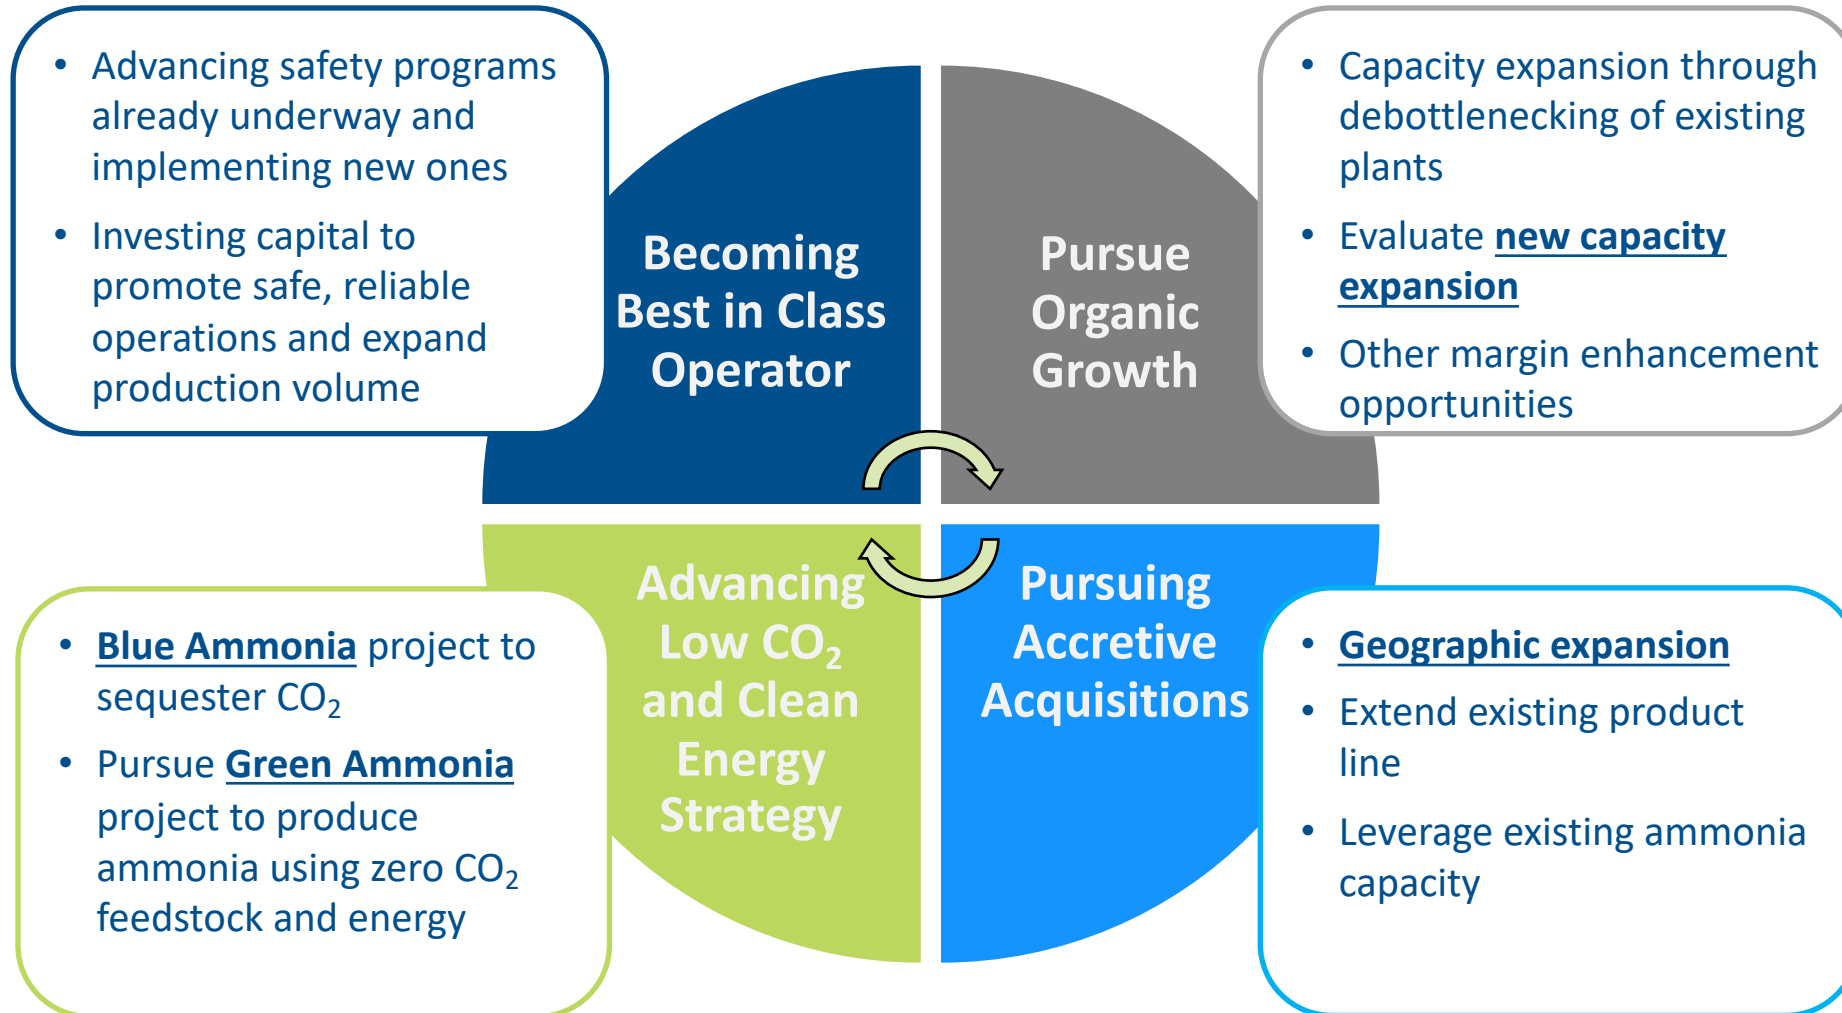 • Advancing safety programs
already underway and
implementing new ones
• Investing capital to
promote safe, reliable
operations and expand
production volume
Becoming
Best in Class
Operator
Pursue
Organic
Growth
• Capacity expansion through
debottlenecking of existing
plants
• Evaluate new capacity
expansion
• Other margin enhancement
opportunities
• Blue Ammonia project to
sequester CO₂
• Pursue Green Ammonia
project to produce
ammonia using zero CO₂
feedstock and energy
Advancing
Low CO₂
and Clean
Energy
Strategy
Pursuing
Accretive
Acquisitions
• Geographic expansion
• Extend existing product
line
• Leverage existing ammonia
capacity